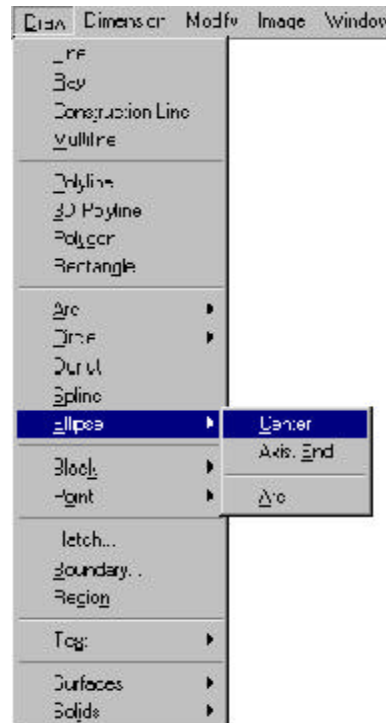 Draw Dimension Modify Image Window
Line
Ray
Construction Line
Multiline
Polyline
3D Polyline
Polygon
Rectangle
Arc
Circle
Donut
Spline
Ellipse
Center
Axis, End
Arc
Block
Point
Hatch...
Boundary...
Region
Text
Surfaces
Solids